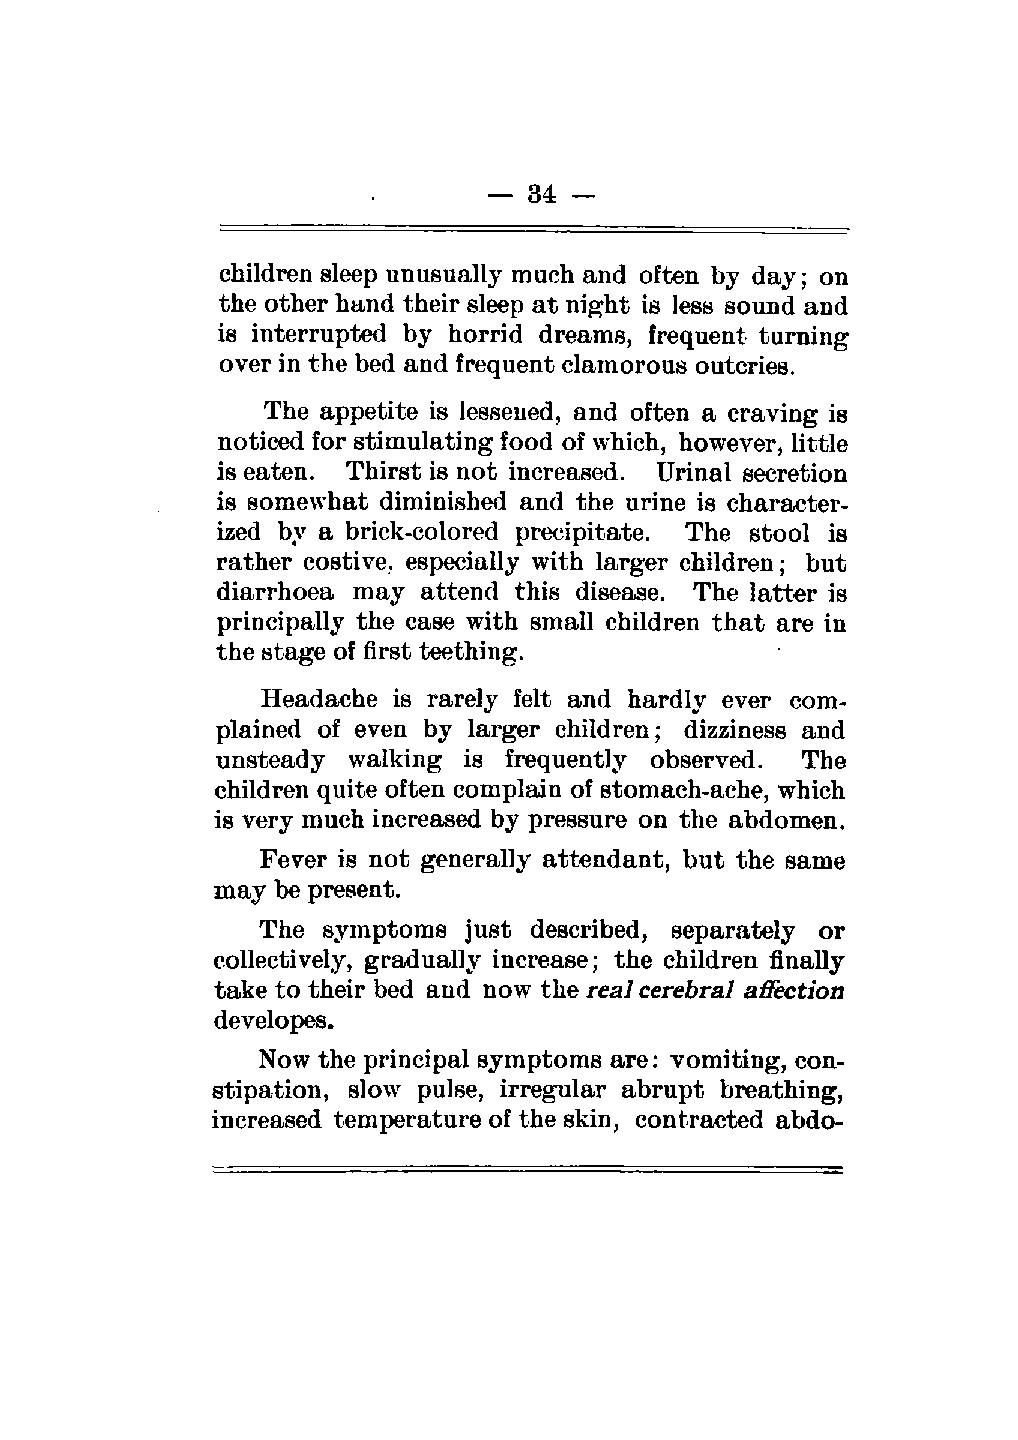 — 34 —
children sleep unusually much and often by day; on
the other hand their sleep at night is less sound and
is interrupted by horrid dreams, frequent turning
over in the bed and frequent clamorous outcries.
The appetite is lessened, and often a craving is
noticed for stimulating food of which, however, little
is eaten. Thirst is not increased. Urinal secretion
is somewhat diminished and the urine is character-
ized by a brick-colored precipitate. The stool is
rather costive, especially with larger children; but
diarrhoea may attend this disease. The latter is
principally the case with small children that are in
the stage of first teething.
Headache is rarely felt and hardly ever com-
plained of even by larger children; dizziness and
unsteady walking is frequently observed. The
children quite often complain of stomach-ache, which
is very much increased by pressure on the abdomen.
Fever is not generally attendant, but the same
may be present.
The symptoms just described, separately or
collectively, gradually increase; the children finally
take to their bed and now the real cerebral affection
developes.
Now the principal symptoms are: vomiting, con-
stipation, slow pulse, irregular abrupt breathing,
increased temperature of the skin, contracted abdo-